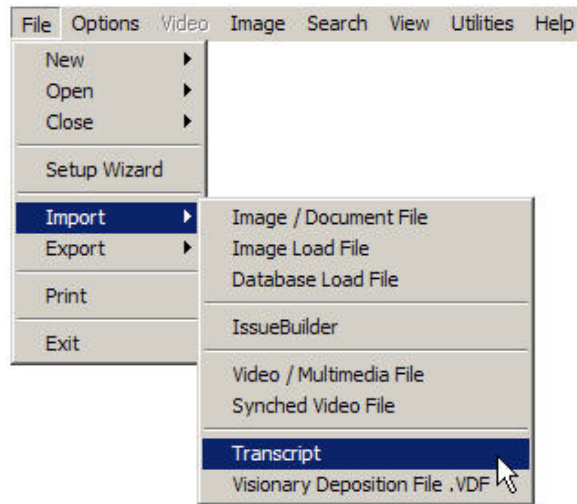 File Options Video Image Search View Utilities Help
New
Open
Close
Setup Wizard
Import
Export
Print
Exit
Image / Document File
Image Load File
Database Load File
IssueBuilder
Video / Multimedia File
Synched Video File
Transcript
Visionary Deposition File .VDF